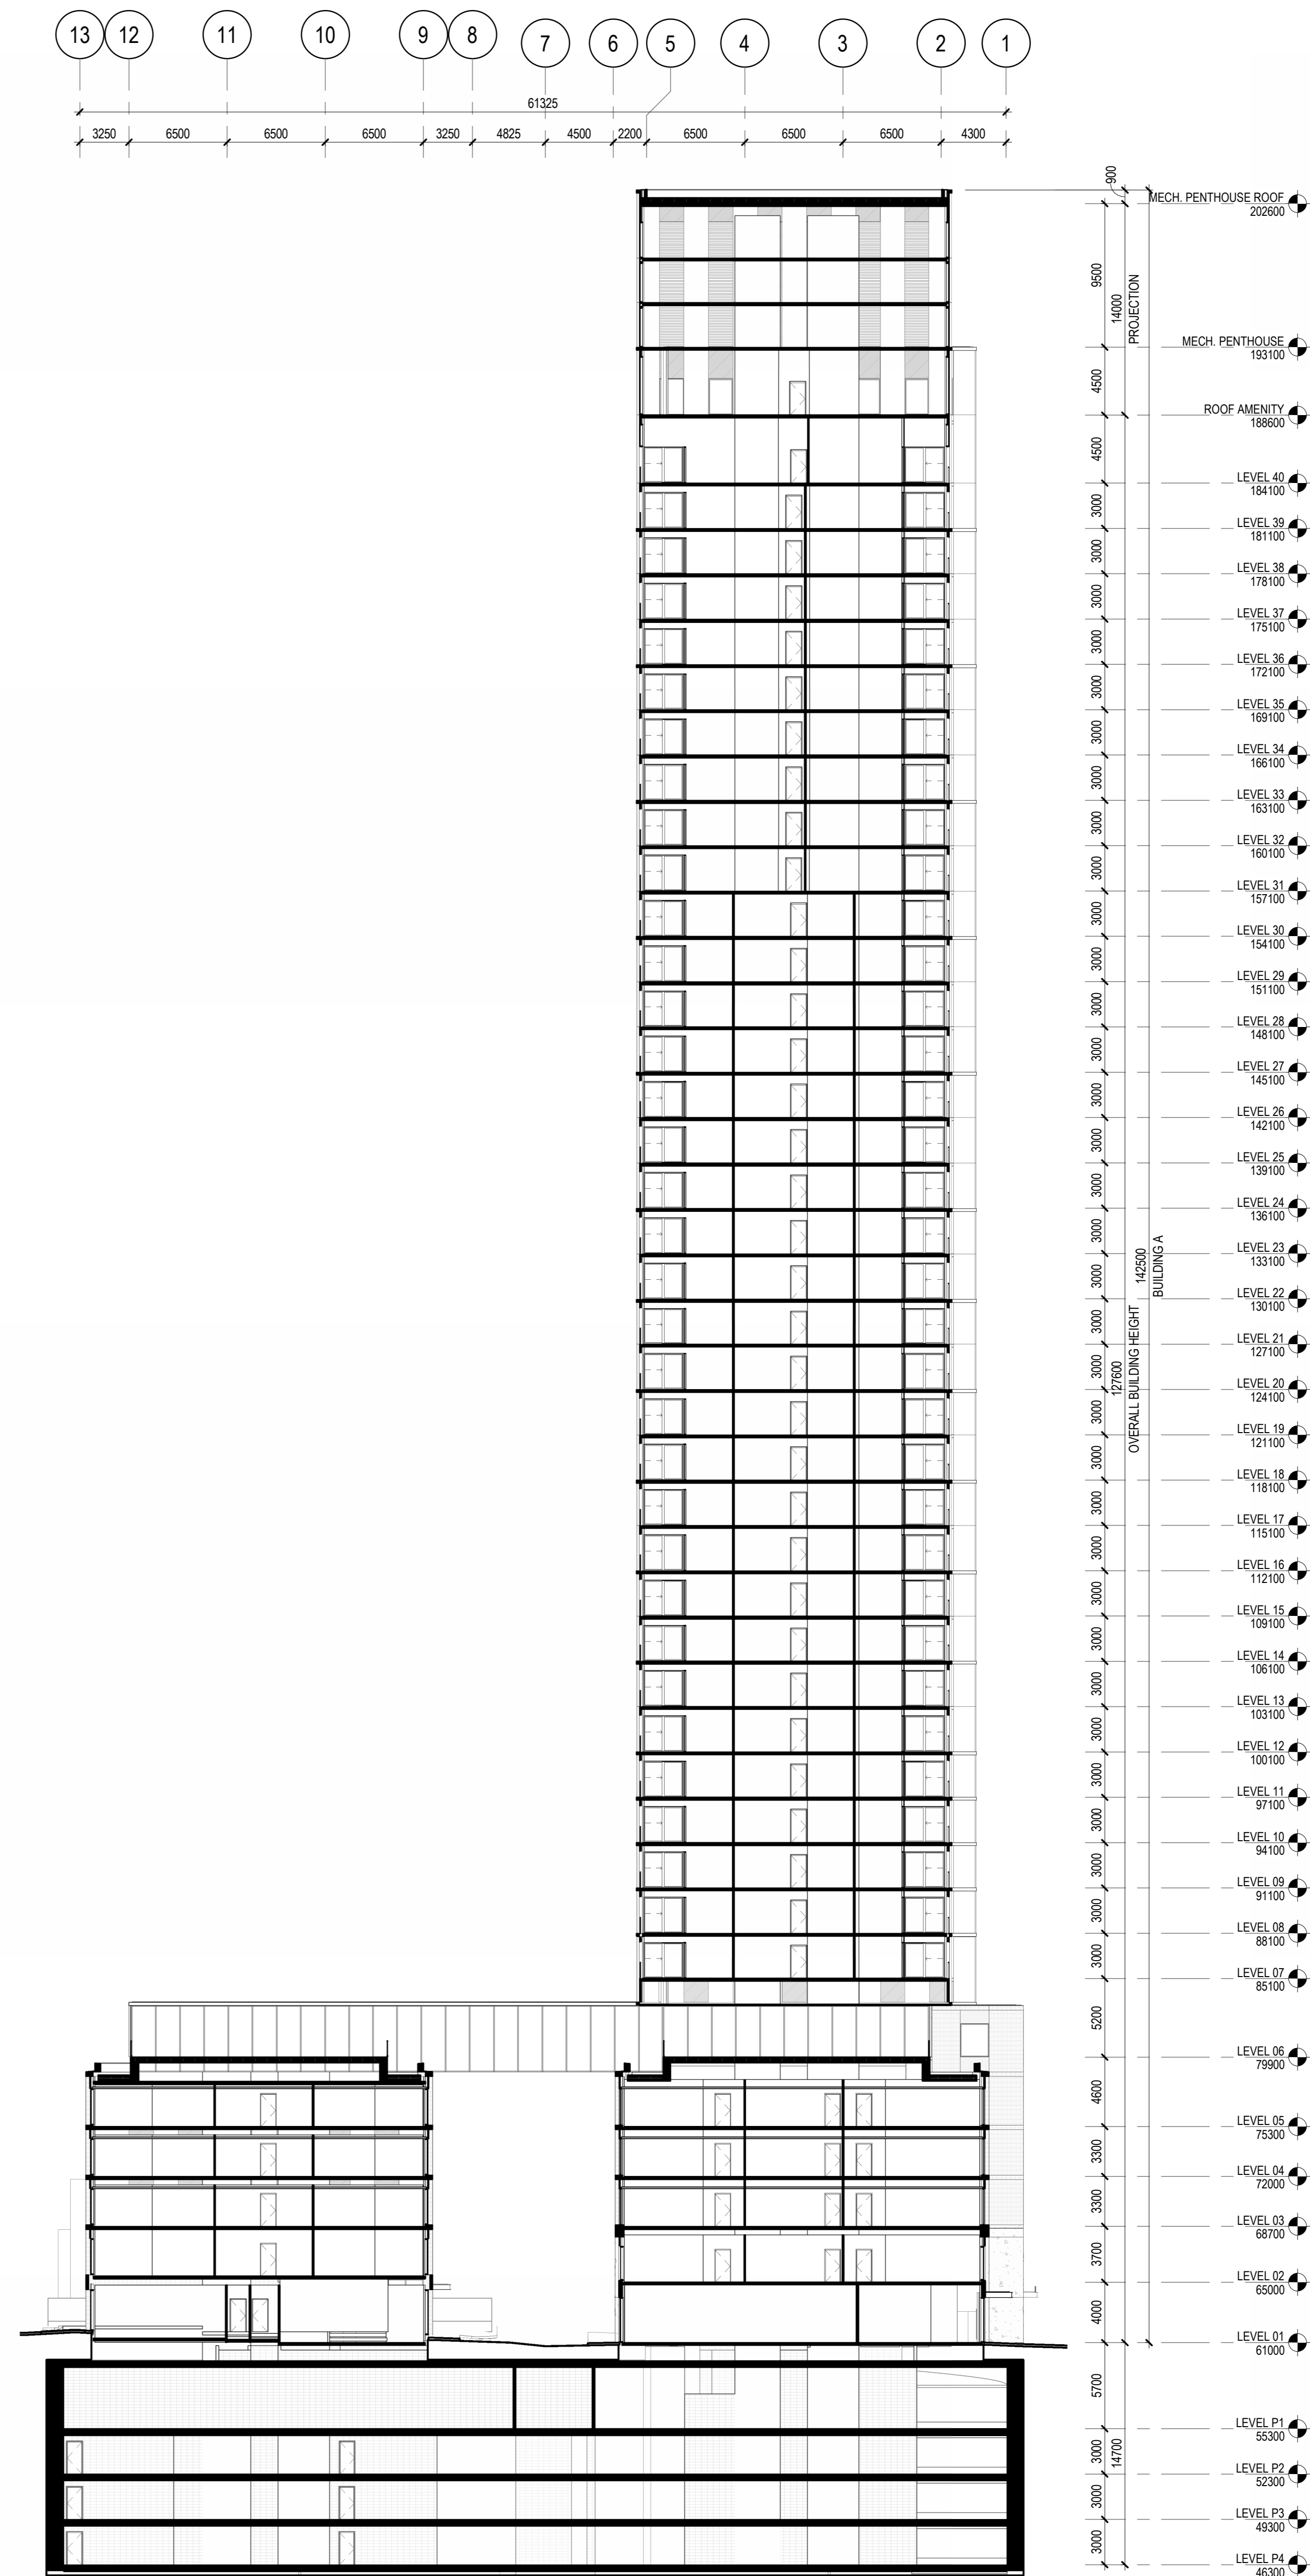 13 12 11 10 9 8 7 6 5 4 3 2 1
61325
3250 6500 6500 6500 3250 4825 4500 2200 6500 6500 6500 4300
900
MECH. PENTHOUSE ROOF
202600
9500
14000
PROJECTION
MECH. PENTHOUSE
193100
4500
ROOF AMENITY
188600
4500
LEVEL 40
184100
3000
LEVEL 39
181100
3000
LEVEL 38
178100
3000
LEVEL 37
175100
3000
LEVEL 36
172100
3000
LEVEL 35
169100
3000
LEVEL 34
166100
3000
LEVEL 33
163100
3000
LEVEL 32
160100
3000
LEVEL 31
157100
3000
LEVEL 30
154100
3000
LEVEL 29
151100
3000
LEVEL 28
148100
3000
LEVEL 27
145100
3000
LEVEL 26
142100
3000
LEVEL 25
139100
3000
LEVEL 24
136100
3000
LEVEL 23
133100
142500
BUILDING A
3000
LEVEL 22
130100
3000
LEVEL 21
127100
3000
127600
OVERALL BUILDING HEIGHT
LEVEL 20
124100
3000
LEVEL 19
121100
3000
LEVEL 18
118100
3000
LEVEL 17
115100
3000
LEVEL 16
112100
3000
LEVEL 15
109100
3000
LEVEL 14
106100
3000
LEVEL 13
103100
3000
LEVEL 12
100100
3000
LEVEL 11
97100
3000
LEVEL 10
94100
3000
LEVEL 09
91100
3000
LEVEL 08
88100
3000
LEVEL 07
85100
5200
LEVEL 06
79900
4600
LEVEL 05
75300
3300
LEVEL 04
72000
3300
LEVEL 03
68700
3700
LEVEL 02
65000
4000
LEVEL 01
61000
5700
LEVEL P1
55300
3000
14700
LEVEL P2
52300
3000
LEVEL P3
49300
3000
LEVEL P4
46300